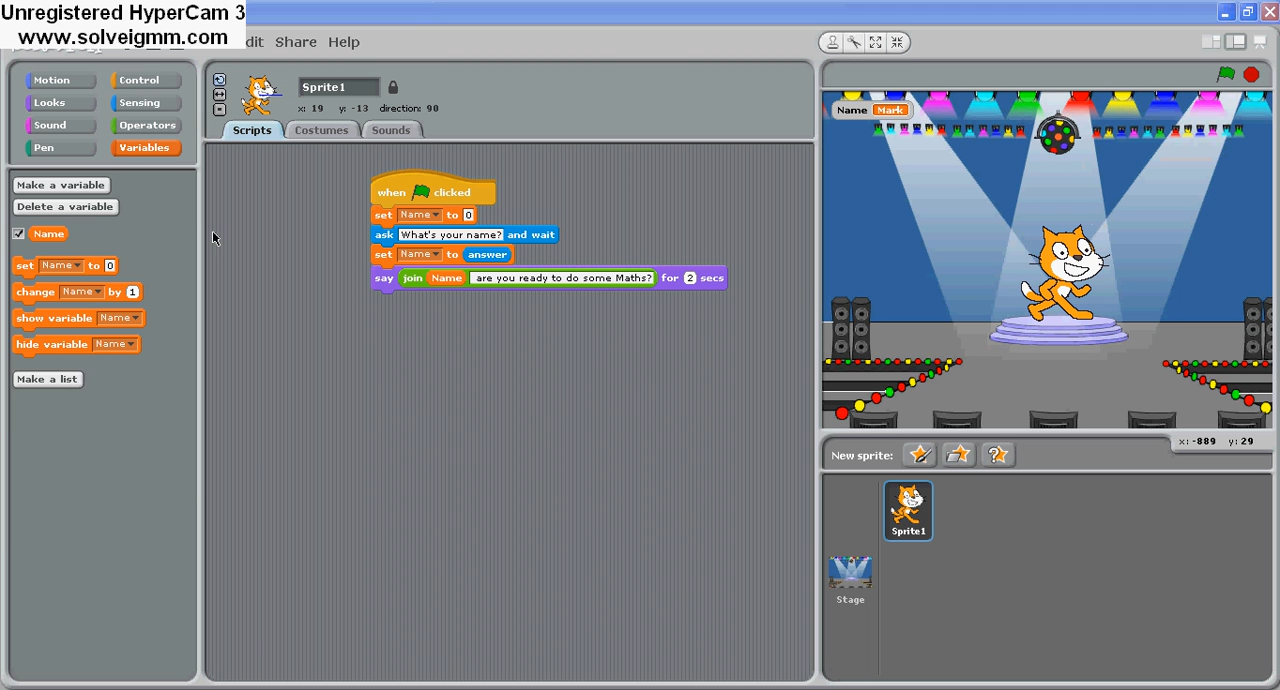 Unregistered HyperCam 3
www.solveigmm.com
dit Share Help
Motion Control
Looks Sensing
Sound Operators
Pen Variables
Make a variable
Delete a variable
Name
set Name to 0
change Name by 1
show variable Name
hide variable Name
Make a list
Sprite1
x: 19 y: -13 direction: 90
Scripts Costumes Sounds
when clicked
set Name to 0
ask What's your name? and wait
set Name to answer
say join Name are you ready to do some Maths? for 2 secs
Name Mark
x: -889 y: 29
New sprite:
Sprite1
Stage